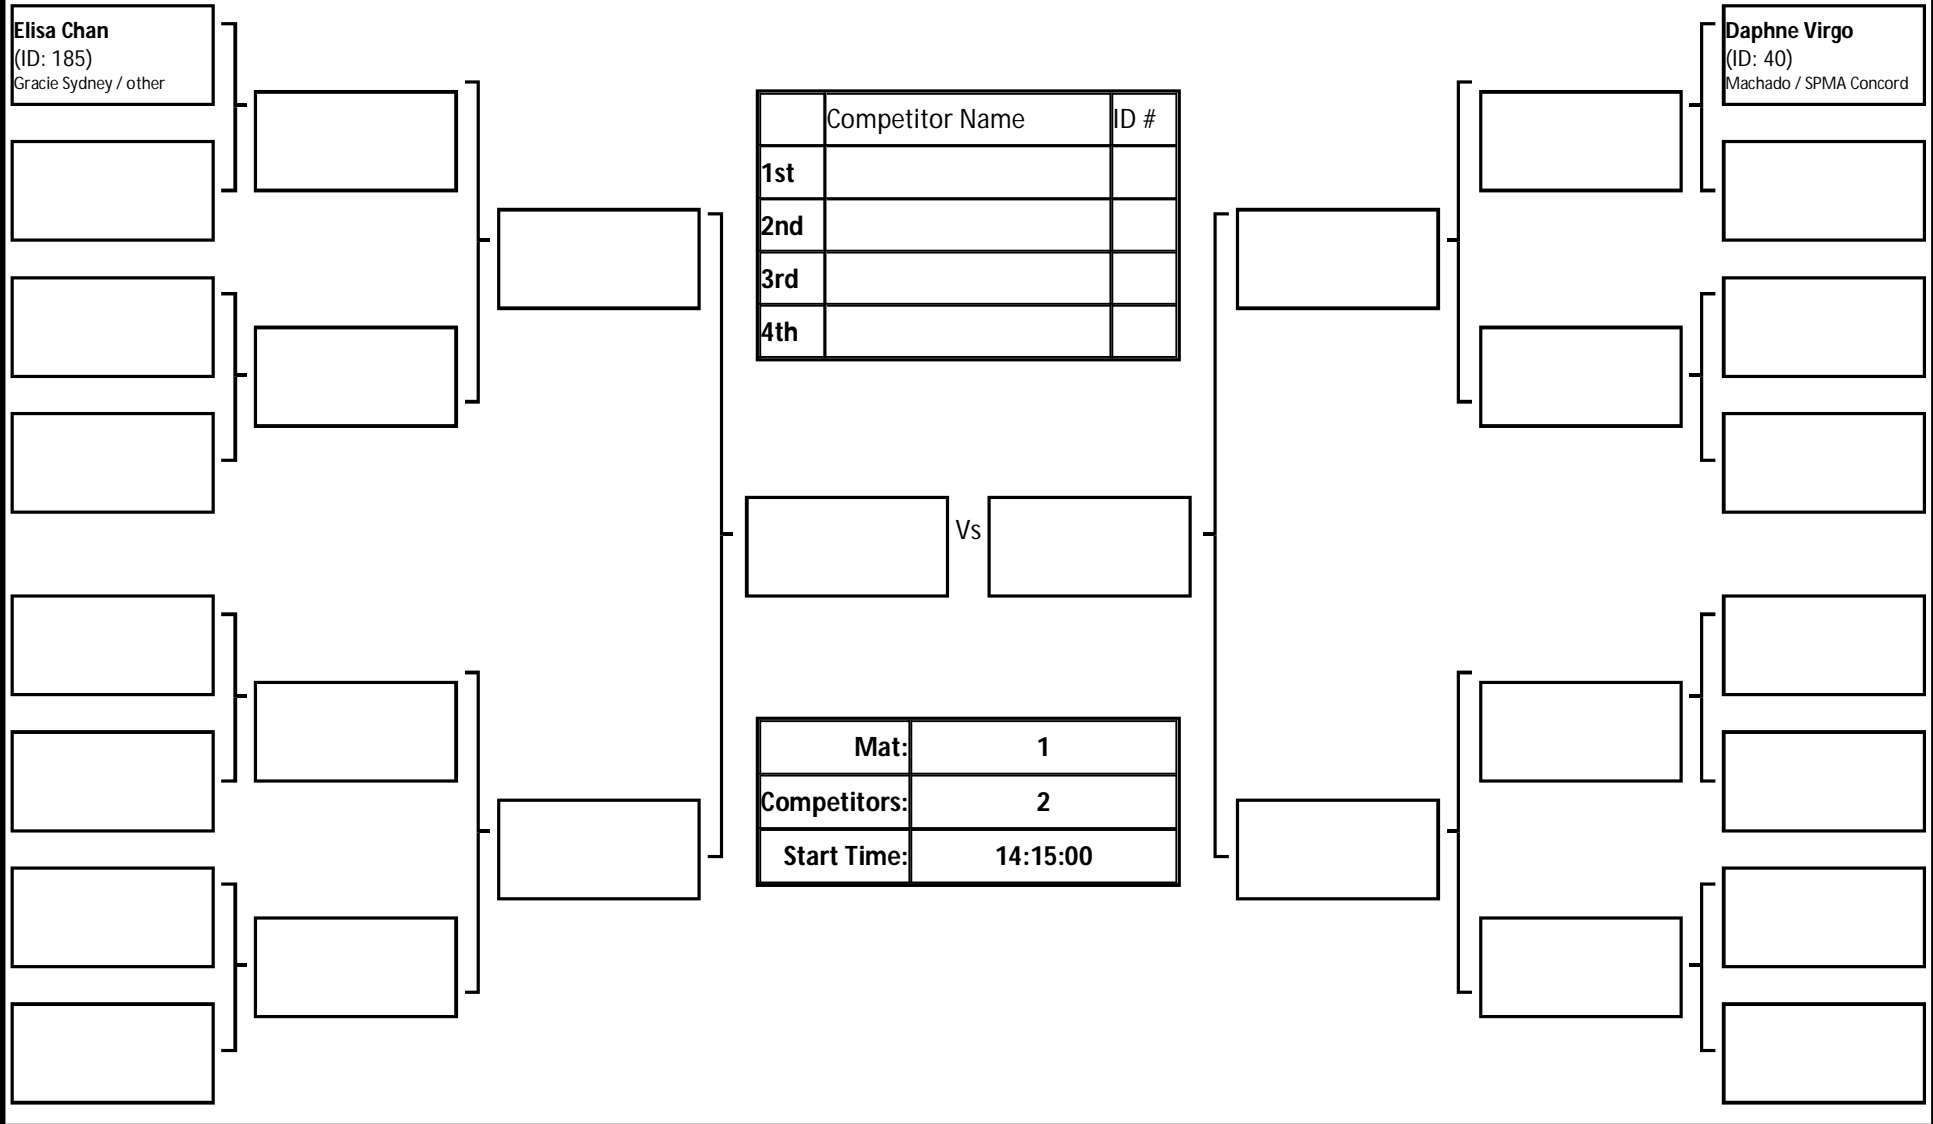 Elisa Chan
(ID: 185)
Gracie Sydney / other
Daphne Virgo
(ID: 40)
Machado / SPMA Concord
Competitor Name ID #
1st
2nd
3rd
4th
Vs
Mat: 1
Competitors: 2
Start Time: 14:15:00